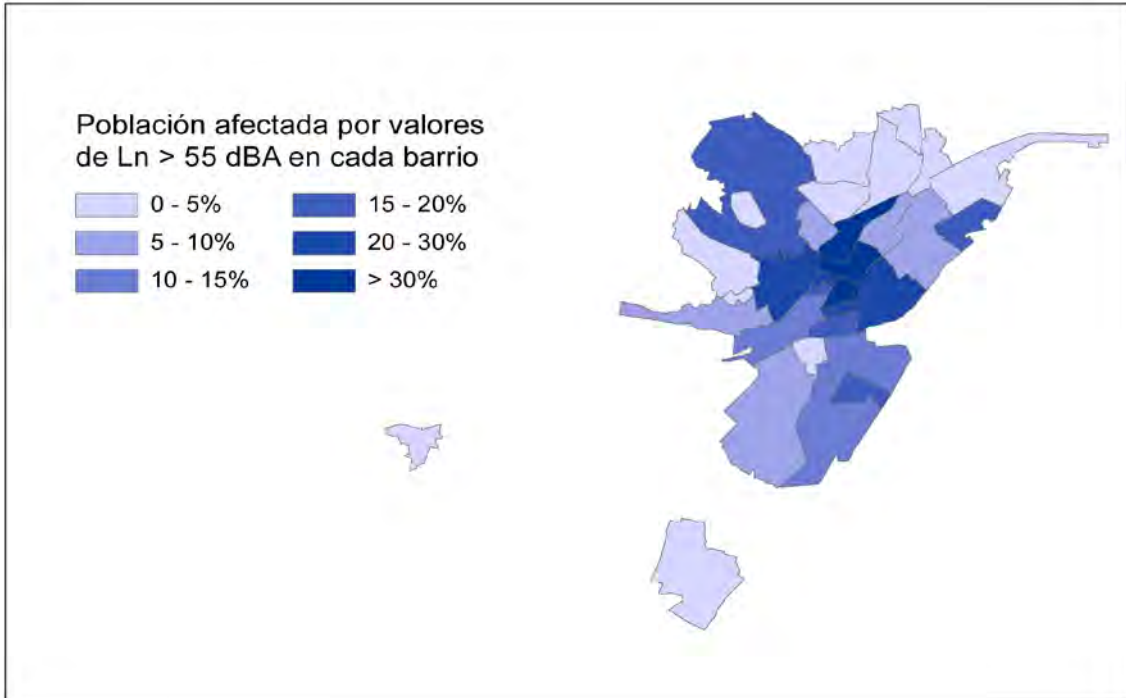 Población afectada por valores
de Ln > 55 dBA en cada barrio
0 - 5%
15 - 20%
5 - 10%
20 - 30%
10 - 15%
> 30%